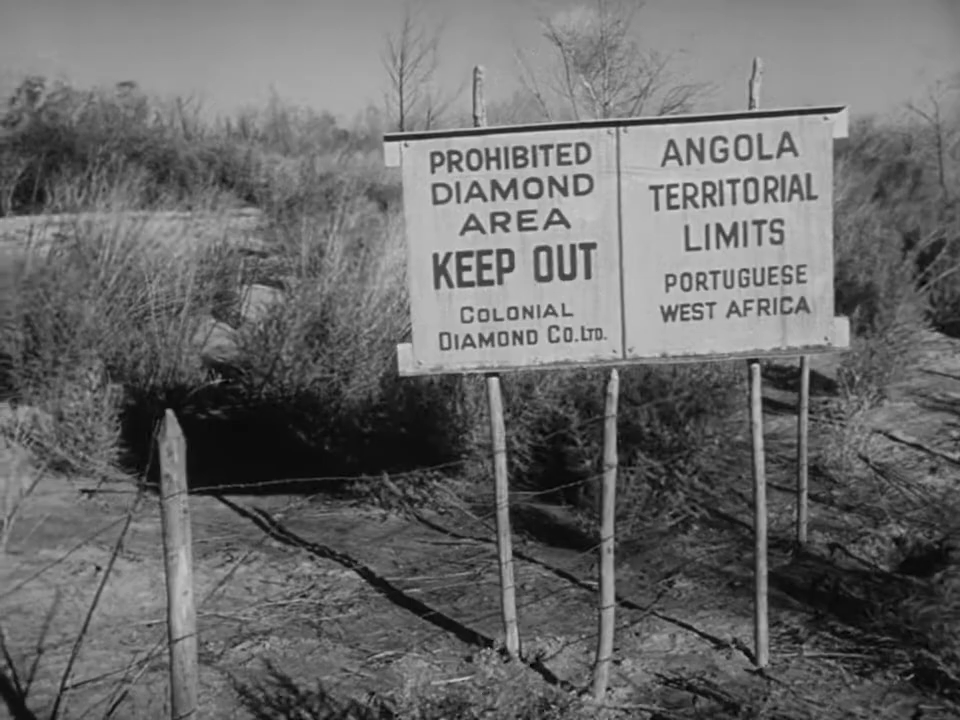 PROHIBITED
DIAMOND
AREA
KEEP OUT
COLONIAL
DIAMOND CO. LTD.
ANGOLA
TERRITORIAL
LIMITS
PORTUGUESE
WEST AFRICA